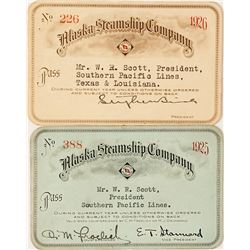 No 226 1926
Alaska Steamship Company
Pass
Mr. W. R. Scott, President,
Southern Pacific Lines,
Texas & Louisiana.
DURING CURRENT YEAR UNLESS OTHERWISE ORDERED
AND SUBJECT TO CONDITIONS ON BACK
PRESIDENT
No 388 1925
Alaska Steamship Company
Pass
Mr. W. R. Scott,
President
Southern Pacific Lines.
DURING CURRENT YEAR UNLESS OTHERWISE ORDERED
AND SUBJECT TO CONDITIONS ON BACK
E. T. Stannard
PRESIDENT